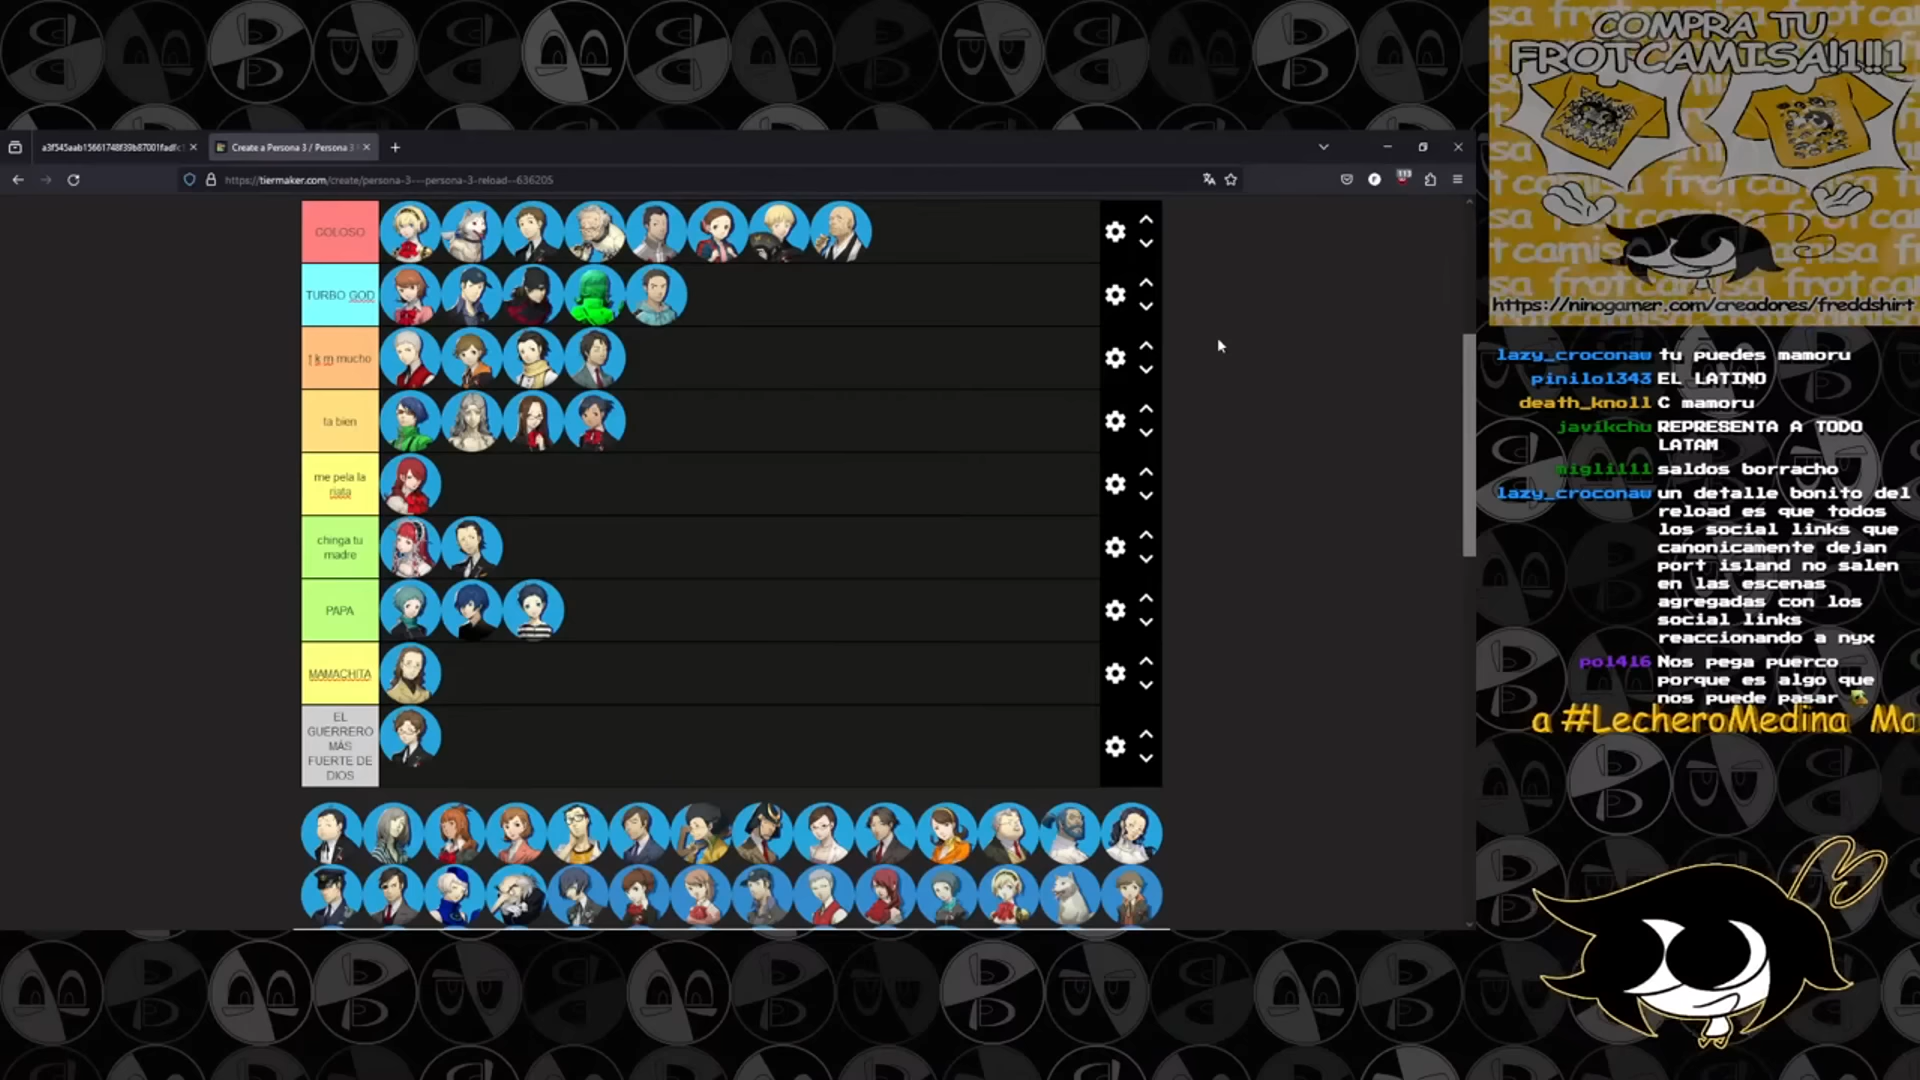 COMPRA TU
FROTCAMISA!1!!1
https://ninogamer.com/creadores/freddshirt
Create a Persona 3 / Persona 3
https://tiermaker.com/create/persona-3---persona-3-reload--636205
GOLOSO
TURBO GOD
t k m mucho
ta bien
me pela la
riata
chinga tu
madre
PAPA
MAMACHITA
EL
GUERRERO
MÁS
FUERTE DE
DIOS
lazy_croconaw tu puedes mamoru
pinilol343 EL LATINO
death_knoll C mamoru
javikchu REPRESENTA A TODO
LATAM
miglilll saldos borracho
lazy_croconaw un detalle bonito del
reload es que todos
los social links que
canonicamente dejan
port island no salen
en las escenas
agregadas con los
social links
reaccionando a nyx
pol416 Nos pega puerco
porque es algo que
nos puede pasar
a #LecheroMedina Ma